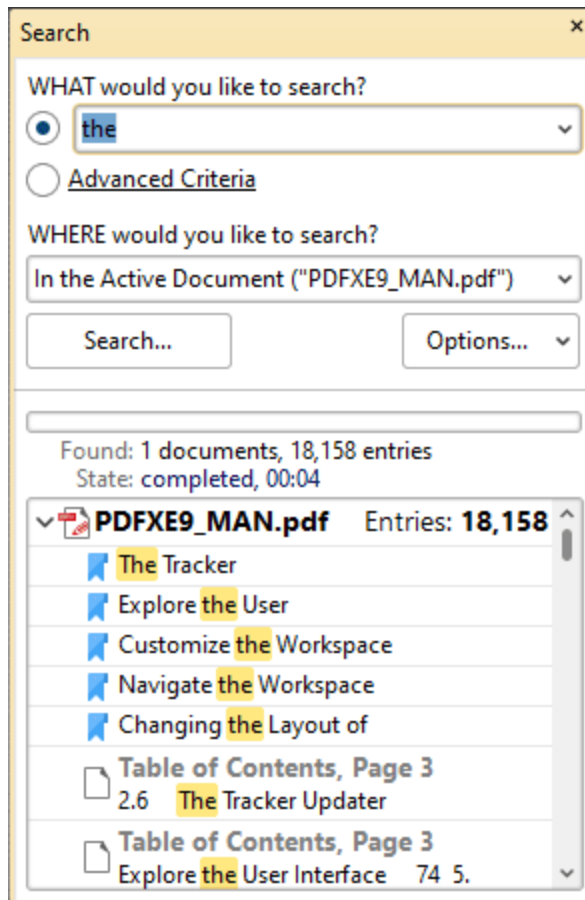 Search
WHAT would you like to search?
the
Advanced Criteria
WHERE would you like to search?
In the Active Document ("PDFXE9_MAN.pdf")
Search...
Options...
Found: 1 documents, 18,158 entries
State: completed, 00:04
PDFXE9_MAN.pdf Entries: 18,158
The Tracker
Explore the User
Customize the Workspace
Navigate the Workspace
Changing the Layout of
Table of Contents, Page 3
2.6 The Tracker Updater
Table of Contents, Page 3
Explore the User Interface 74 5.